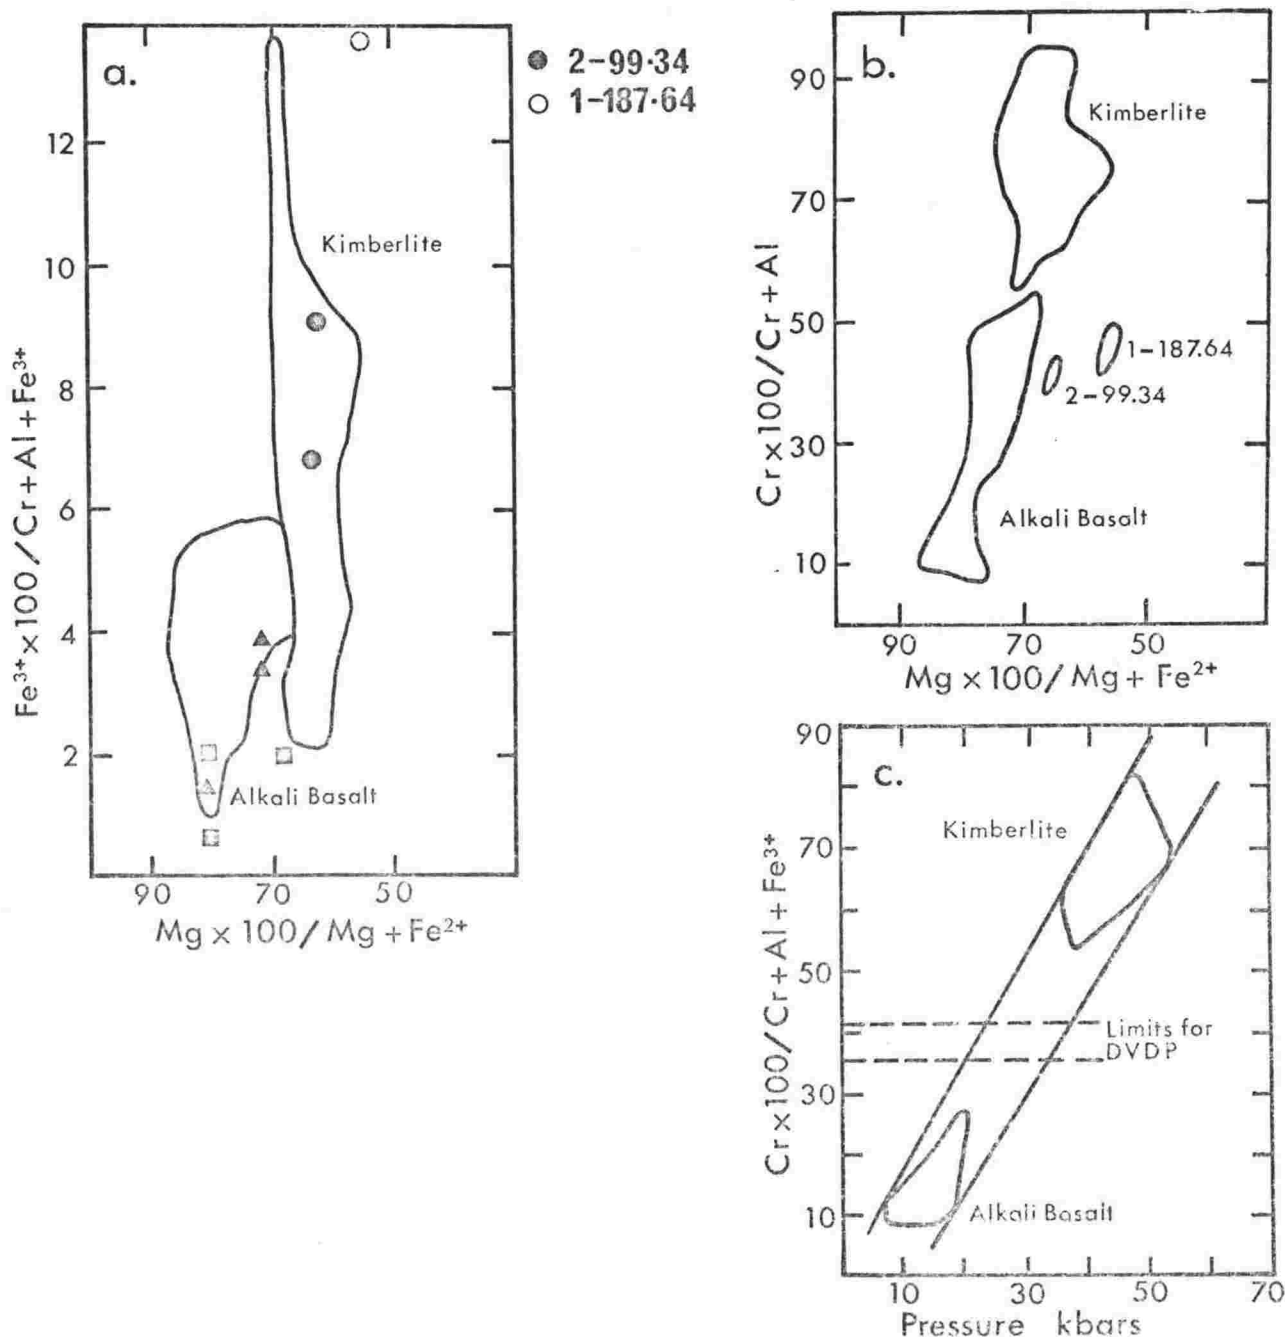 a.
2-99·34
1-187·64
12
10
8
6
4
2
Kimberlite
Alkali Basalt
90 70 50
Fe³⁺×100/Cr+Al+Fe³⁺
Mg×100/Mg+Fe²⁺
b.
90
70
50
30
10
Kimberlite
1-187.64
2-99.34
Alkali Basalt
90 70 50
Cr×100/Cr+Al
Mg×100/Mg+Fe²⁺
c.
90
70
50
30
10
Kimberlite
Limits for
DVDP
Alkali Basalt
10 30 50 70
Cr×100/Cr+Al+Fe³⁺
Pressure kbars